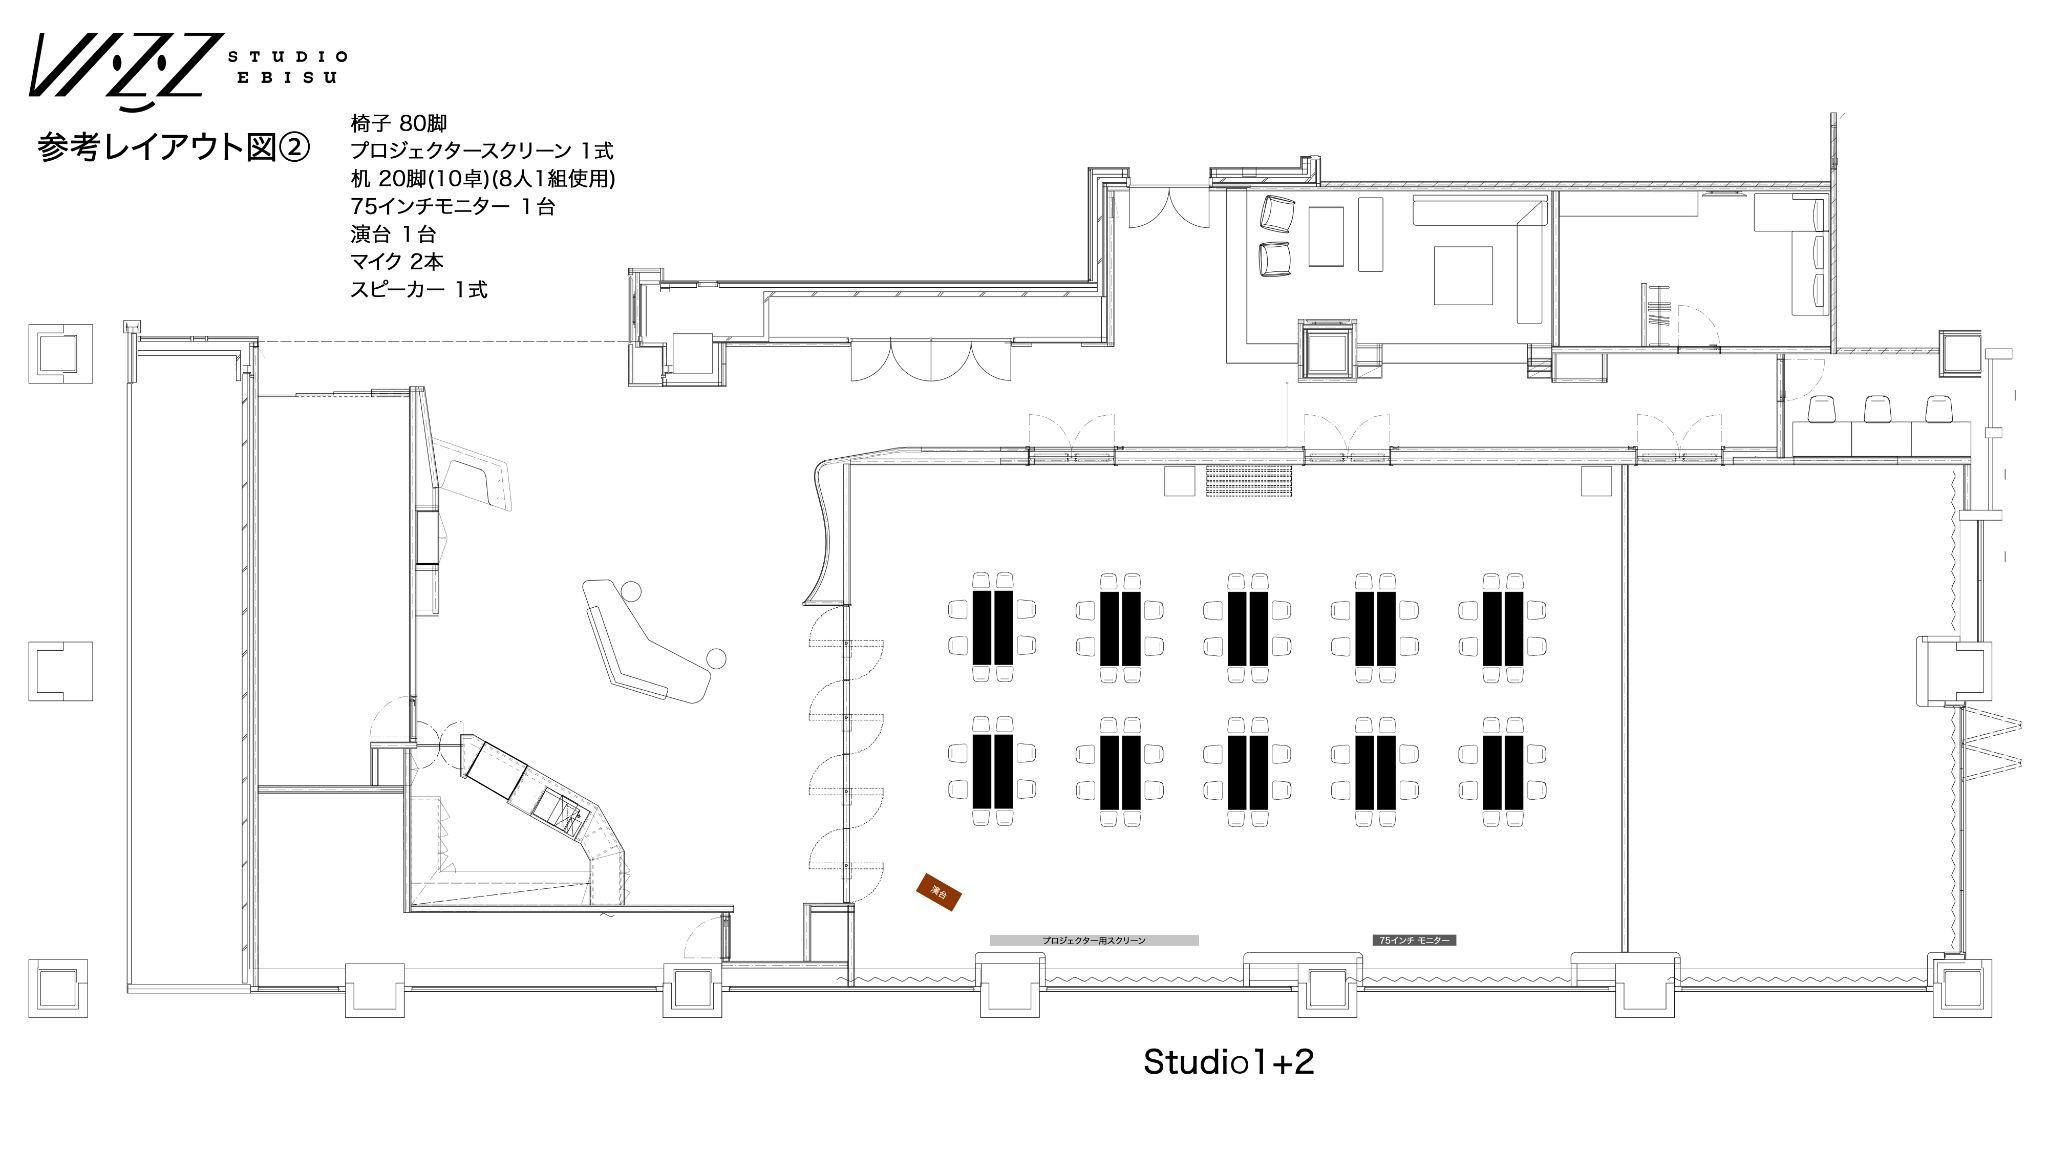 VIZZ STUDIO
EBISU
参考レイアウト図②
椅子 80脚
プロジェクタースクリーン 1式
机 20脚(10卓)(8人1組使用)
75インチモニター 1台
演台 1台
マイク 2本
スピーカー 1式
演台
プロジェクター用スクリーン
75インチ モニター
Studio1+2